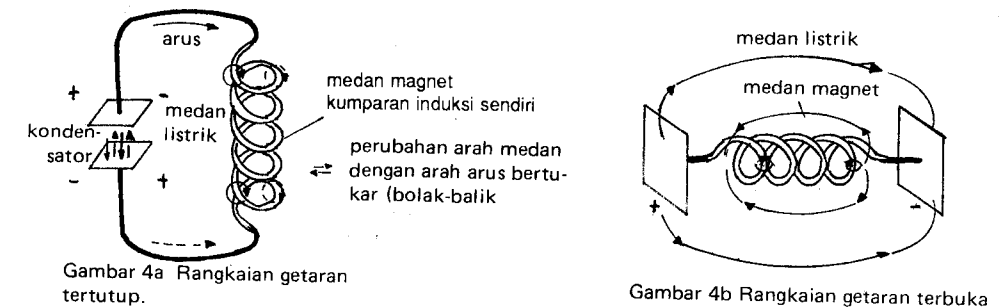 arus
+ -
medan
listrik
konden-
sator
- +
medan magnet
kumparan induksi sendiri
⇌ perubahan arah medan
dengan arah arus bertu-
kar (bolak-balik
Gambar 4a Rangkaian getaran
tertutup.
medan listrik
medan magnet
+ -
Gambar 4b Rangkaian getaran terbuka